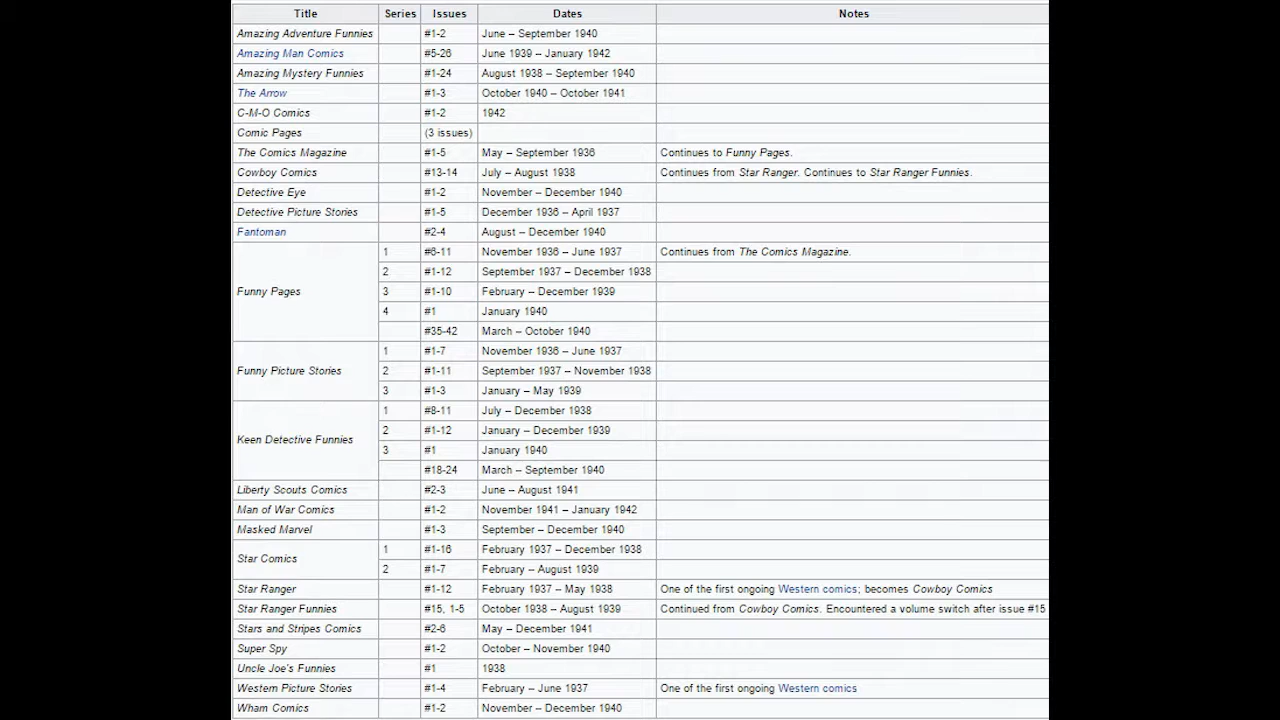 Title Series Issues Dates Notes
Amazing Adventure Funnies #1-2 June – September 1940
Amazing Man Comics #5-26 June 1939 – January 1942
Amazing Mystery Funnies #1-24 August 1938 – September 1940
The Arrow #1-3 October 1940 – October 1941
C-M-O Comics #1-2 1942
Comic Pages (3 issues)
The Comics Magazine #1-5 May – September 1936 Continues to Funny Pages.
Cowboy Comics #13-14 July – August 1938 Continues from Star Ranger. Continues to Star Ranger Funnies.
Detective Eye #1-2 November – December 1940
Detective Picture Stories #1-5 December 1936 – April 1937
Fantoman #2-4 August – December 1940
Funny Pages 1 #6-11 November 1936 – June 1937 Continues from The Comics Magazine.
2 #1-12 September 1937 – December 1938
3 #1-10 February – December 1939
4 #1 January 1940
#35-42 March – October 1940
Funny Picture Stories 1 #1-7 November 1936 – June 1937
2 #1-11 September 1937 – November 1938
3 #1-3 January – May 1939
Keen Detective Funnies 1 #8-11 July – December 1938
2 #1-12 January – December 1939
3 #1 January 1940
#18-24 March – September 1940
Liberty Scouts Comics #2-3 June – August 1941
Man of War Comics #1-2 November 1941 – January 1942
Masked Marvel #1-3 September – December 1940
Star Comics 1 #1-16 February 1937 – December 1938
2 #1-7 February – August 1939
Star Ranger #1-12 February 1937 – May 1938 One of the first ongoing Western comics; becomes Cowboy Comics
Star Ranger Funnies #15, 1-5 October 1938 – August 1939 Continued from Cowboy Comics. Encountered a volume switch after issue #15
Stars and Stripes Comics #2-6 May – December 1941
Super Spy #1-2 October – November 1940
Uncle Joe's Funnies #1 1938
Western Picture Stories #1-4 February – June 1937 One of the first ongoing Western comics
Wham Comics #1-2 November – December 1940